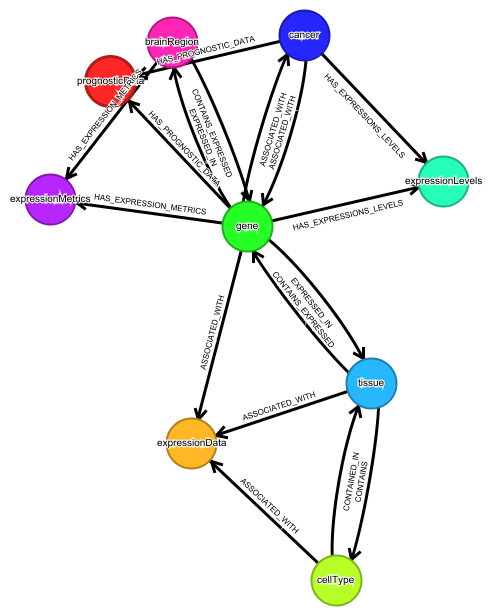 cancer
brainRegion
HAS_PROGNOSTIC_DATA
prognosticData
HAS_EXPRESSION_METRICS
HAS_EXPRESSIONS_LEVELS
CONTAINS_EXPRESSED
EXPRESSED_IN
ASSOCIATED_WITH
ASSOCIATED_WITH
HAS_PROGNOSTIC_DATA
expressionLevels
expressionMetrics
HAS_EXPRESSION_METRICS
HAS_EXPRESSIONS_LEVELS
gene
EXPRESSED_IN
CONTAINS_EXPRESSED
ASSOCIATED_WITH
tissue
ASSOCIATED_WITH
expressionData
CONTAINED_IN
CONTAINS
ASSOCIATED_WITH
cellType